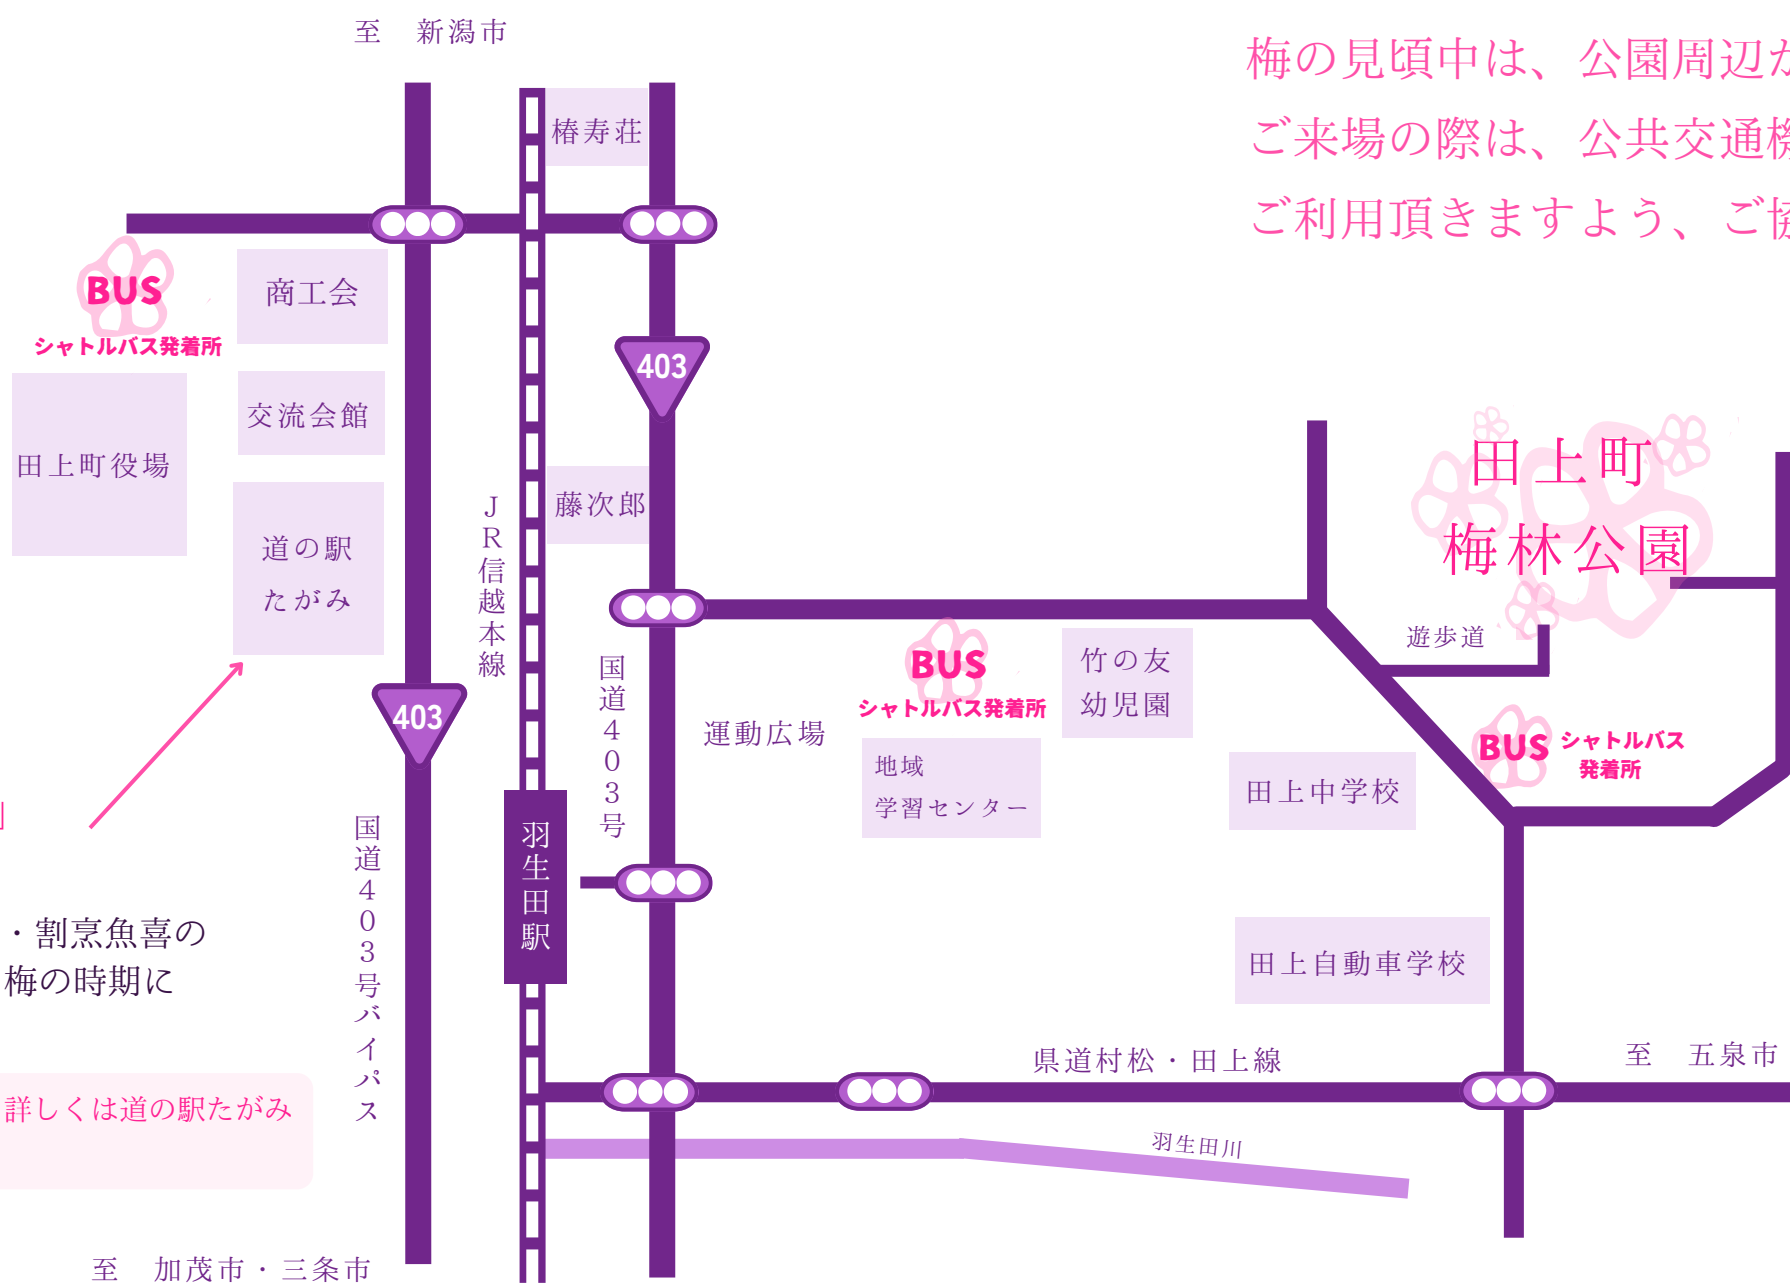 至　新潟市
梅の見頃中は、公園周辺
ご来場の際は、公共交通
ご利用頂きますよう、ご
椿寿荘
BUS
シャトルバス発着所
商工会
交流会館
田上町役場
道の駅
たがみ
403
藤次郎
JR信越本線
403
国道403号
国道403号バイパス
羽生田駅
田上町
梅林公園
遊歩道
BUS
シャトルバス発着所
竹の友
幼児園
運動広場
地域
学習センター
BUS
シャトルバス
発着所
田上中学校
田上自動車学校
・割烹魚喜の
梅の時期に
詳しくは道の駅たがみ
県道村松・田上線
至　五泉市
羽生田川
至　加茂市・三条市